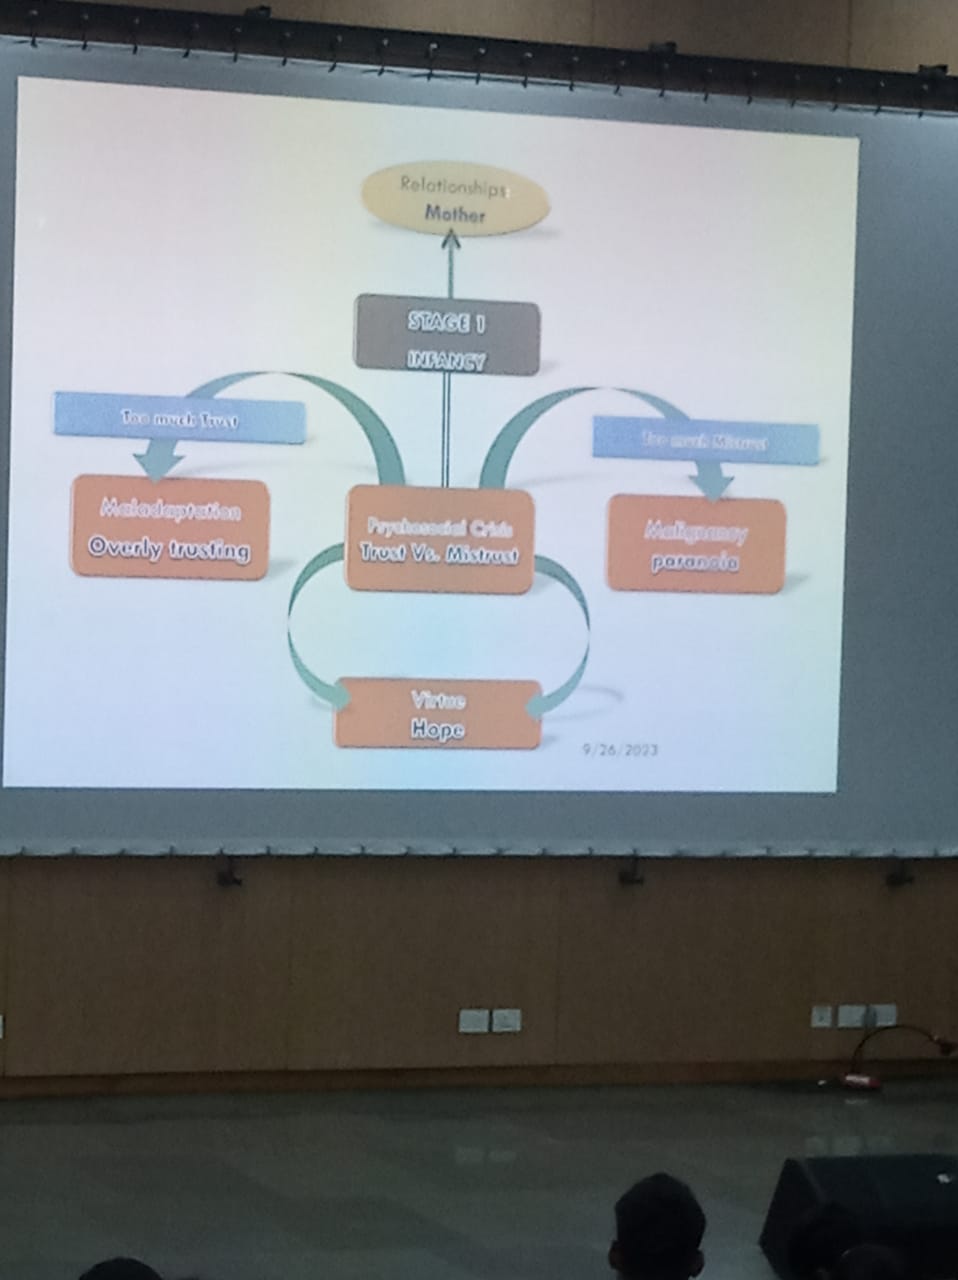 Relationships:
Mother
STAGE 1
INFANCY
Too much Trust
Too much Mistrust
Maladaptation
Overly trusting
Psychosocial Crisis
Trust Vs. Mistrust
Malignancy
paranoia
Virtue
Hope
9/26/2023